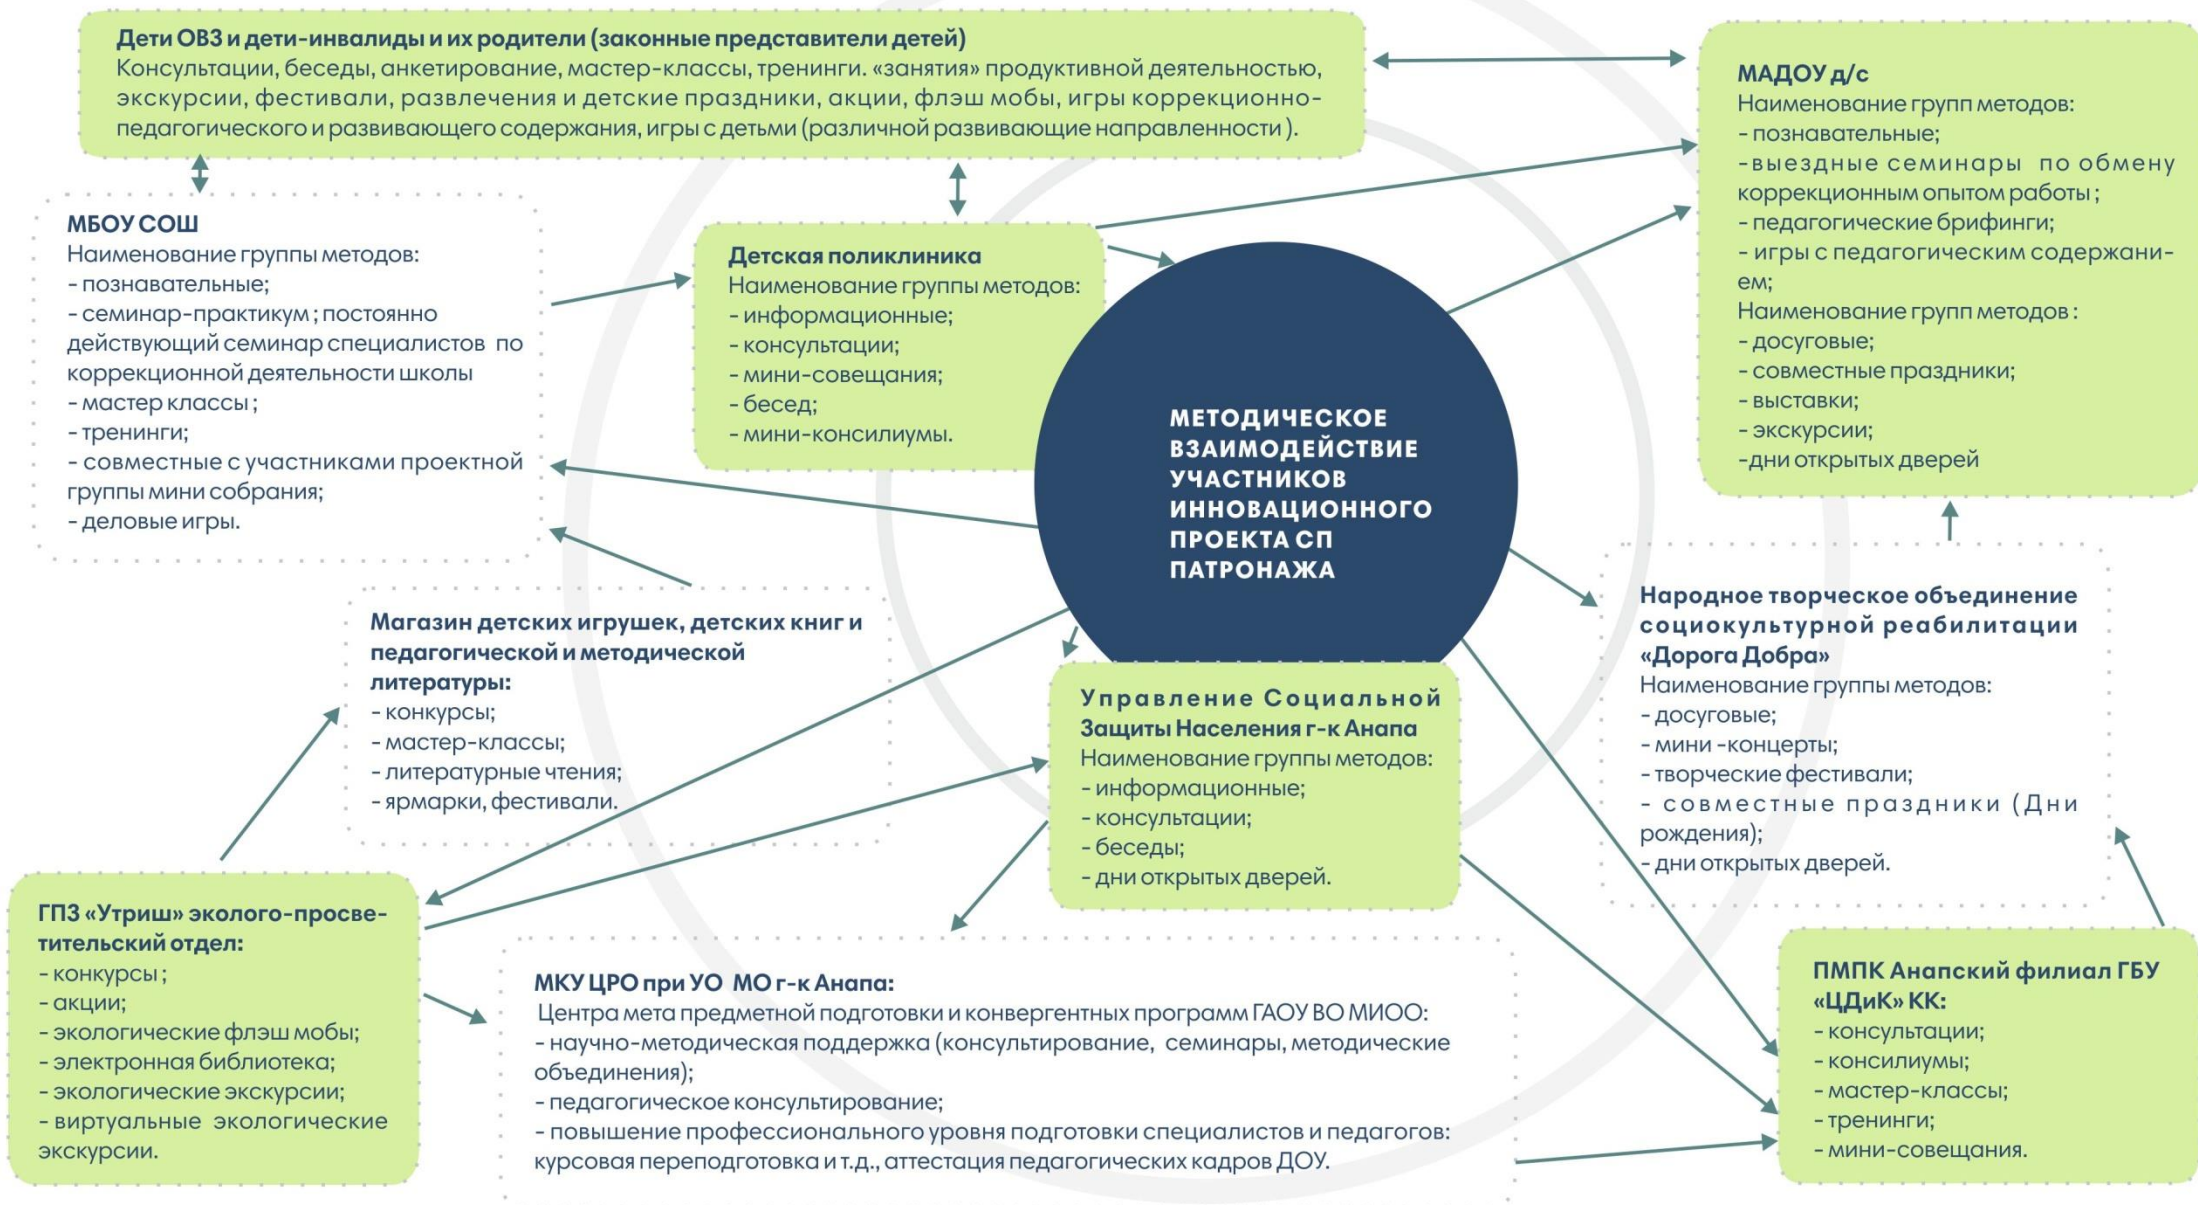 Дети ОВЗ и дети-инвалиды и их родители (законные представители детей)
Консультации, беседы, анкетирование, мастер-классы, тренинги. «занятия» продуктивной деятельностью,
экскурсии, фестивали, развлечения и детские праздники, акции, флэш мобы, игры коррекционно-
педагогического и развивающего содержания, игры с детьми (различной развивающие направленности ).
МАДОУ д/с
Наименование групп методов:
- познавательные;
-выездные семинары по обмену
коррекционным опытом работы ;
- педагогические брифинги;
- игры с педагогическим содержани-
ем;
Наименование групп методов :
- досуговые;
- совместные праздники;
- выставки;
- экскурсии;
-дни открытых дверей
МБОУ СОШ
Наименование группы методов:
- познавательные;
- семинар-практикум ; постоянно
действующий семинар специалистов по
коррекционной деятельности школы
- мастер классы ;
- тренинги;
- совместные с участниками проектной
группы мини собрания;
- деловые игры.
Детская поликлиника
Наименование группы методов:
- информационные;
- консультации;
- мини-совещания;
- бесед;
- мини-консилиумы.
МЕТОДИЧЕСКОЕ
ВЗАИМОДЕЙСТВИЕ
УЧАСТНИКОВ
ИННОВАЦИОННОГО
ПРОЕКТА СП
ПАТРОНАЖА
Магазин детских игрушек, детских книг и
педагогической и методической
литературы:
- конкурсы;
- мастер-классы;
- литературные чтения;
- ярмарки, фестивали.
Управление Социальной
Защиты Населения г-к Анапа
Наименование группы методов:
- информационные;
- консультации;
- беседы;
- дни открытых дверей.
Народное творческое объединение
социокультурной реабилитации
«Дорога Добра»
Наименование группы методов:
- досуговые;
- мини -концерты;
- творческие фестивали;
- совместные праздники (Дни
рождения);
- дни открытых дверей.
ГПЗ «Утриш» эколого-просве-
тительский отдел:
- конкурсы ;
- акции;
- экологические флэш мобы;
- электронная библиотека;
- экологические экскурсии;
- виртуальные экологические
экскурсии.
МКУ ЦРО при УО МО г-к Анапа:
Центра мета предметной подготовки и конвергентных программ ГАОУ ВО МИОО:
- научно-методическая поддержка (консультирование, семинары, методические
объединения);
- педагогическое консультирование;
- повышение профессионального уровня подготовки специалистов и педагогов:
курсовая переподготовка и т.д., аттестация педагогических кадров ДОУ.
ПМПК Анапский филиал ГБУ
«ЦДиК» КК:
- консультации;
- консилиумы;
- мастер-классы;
- тренинги;
- мини-совещания.